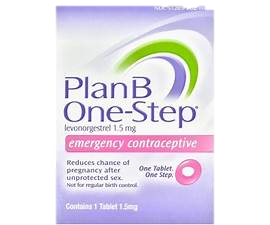 Plan B
One-Step®
levonorgestrel 1.5 mg
emergency contraceptive
Reduces chance of
pregnancy after
unprotected sex.
Not for regular birth control.
One Tablet.
One Step.
Contains 1 Tablet 1.5mg